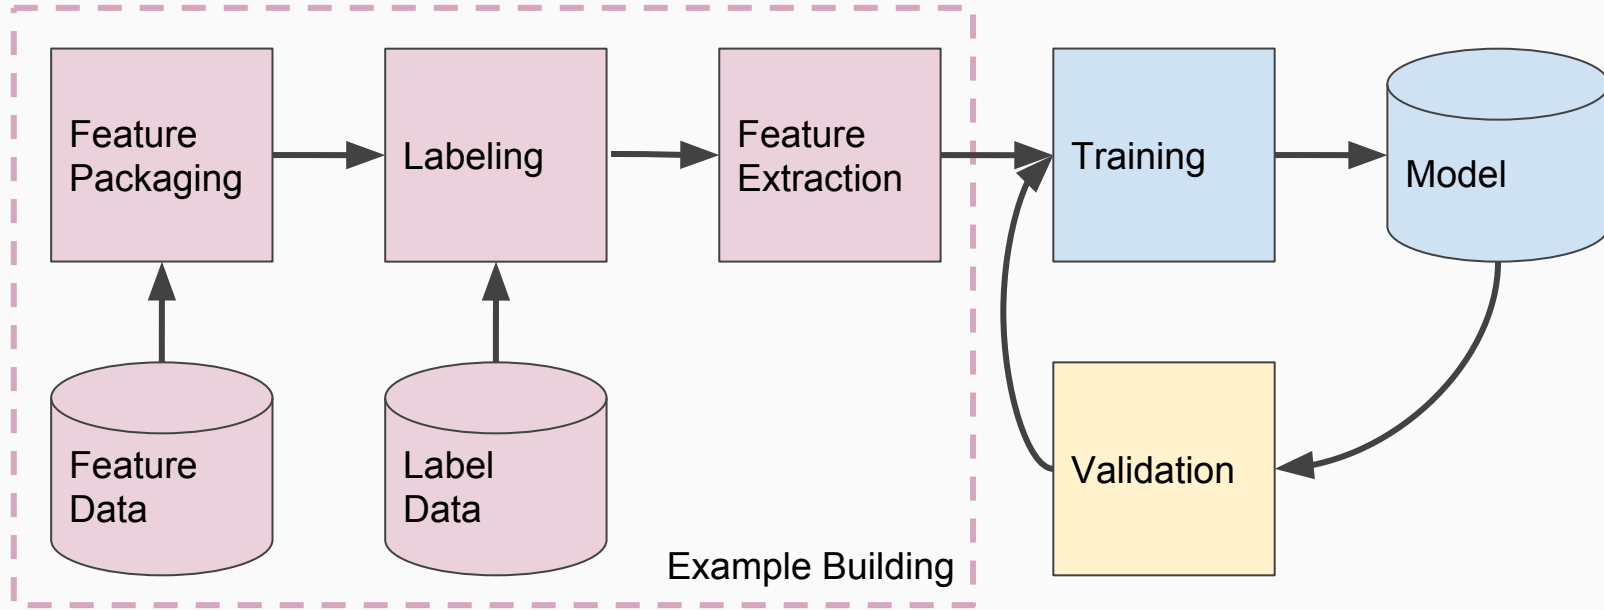 Feature
Packaging
Labeling
Feature
Extraction
Training
Model
Feature
Data
Label
Data
Validation
Example Building